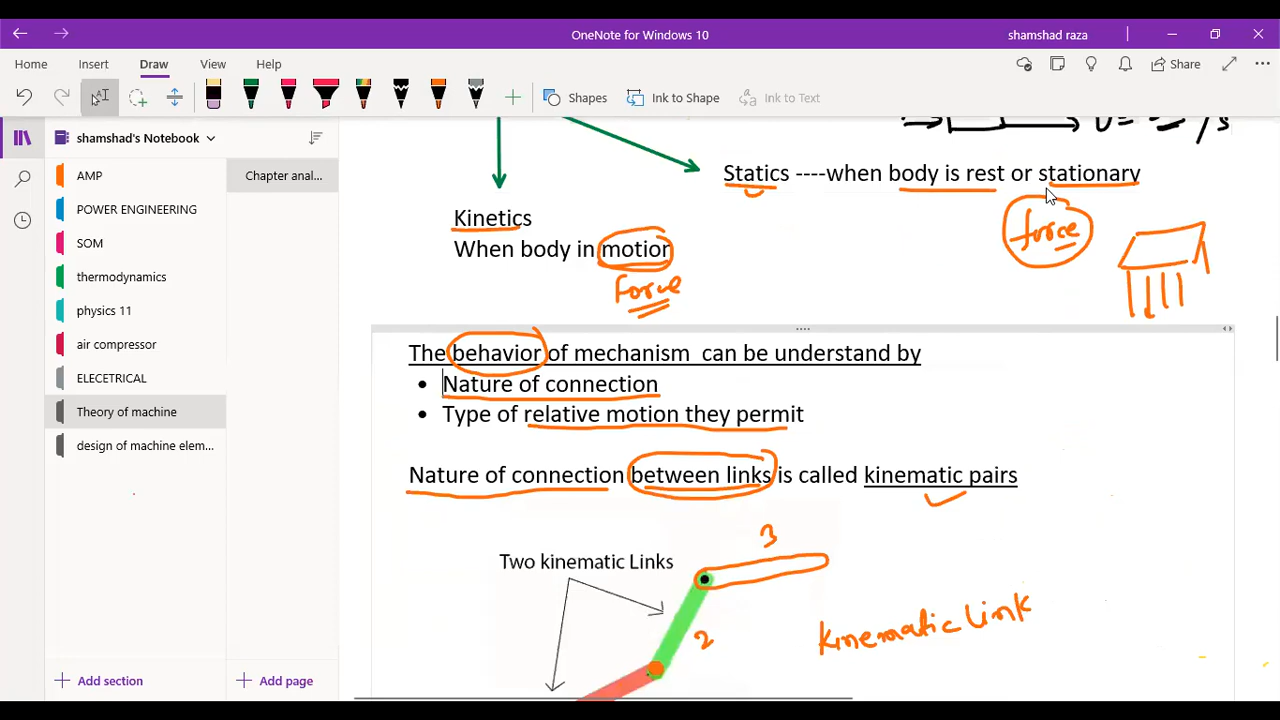 OneNote for Windows 10
shamshad raza
Home
Insert
Draw
View
Help
Share
Shapes
Ink to Shape
Ink to Text
shamshad's Notebook
AMP
POWER ENGINEERING
SOM
thermodynamics
physics 11
air compressor
ELECETRICAL
Theory of machine
design of machine elem...
Add section
Chapter anal...
Add page
Statics ----when body is rest or stationary
force
Kinetics
When body in motion
Force
The behavior of mechanism can be understand by
• Nature of connection
• Type of relative motion they permit
Nature of connection between links is called kinematic pairs
3
Two kinematic Links
2
kinematic Link